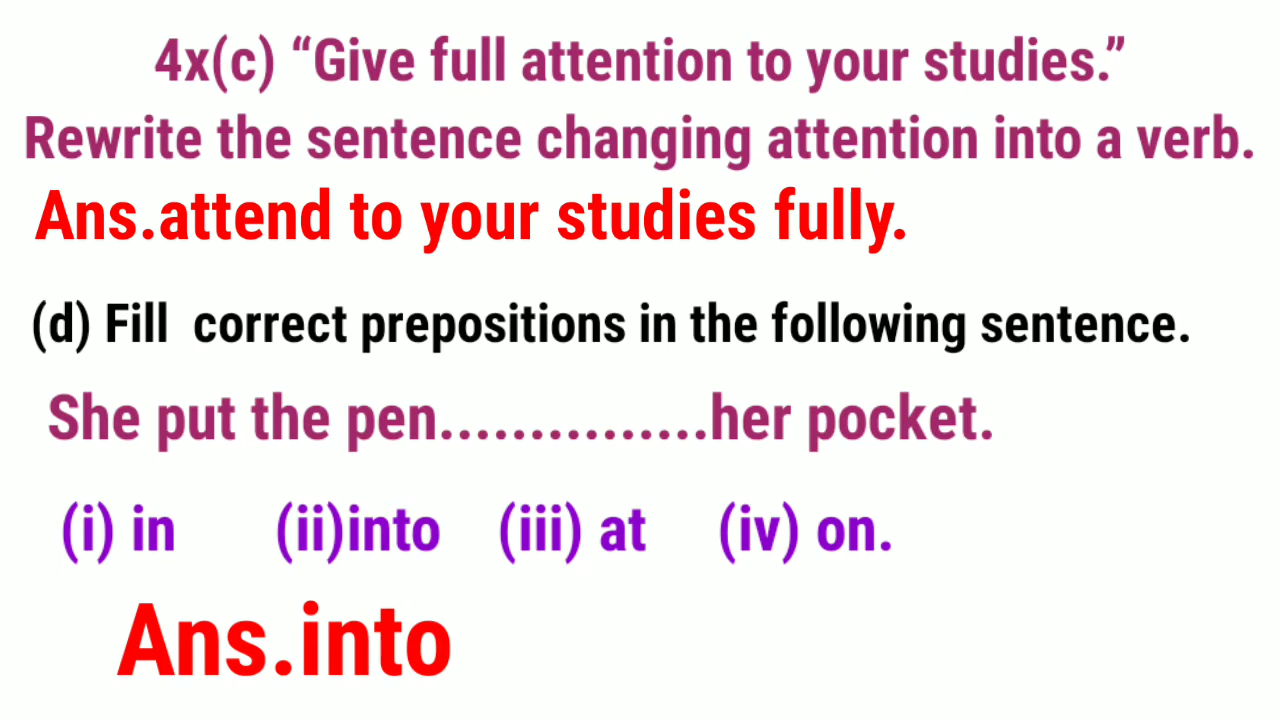 4x(c) “Give full attention to your studies.”
Rewrite the sentence changing attention into a verb.
Ans.attend to your studies fully.
(d) Fill  correct prepositions in the following sentence.
She put the pen...............her pocket.
(i) in (ii)into (iii) at (iv) on.
Ans.into